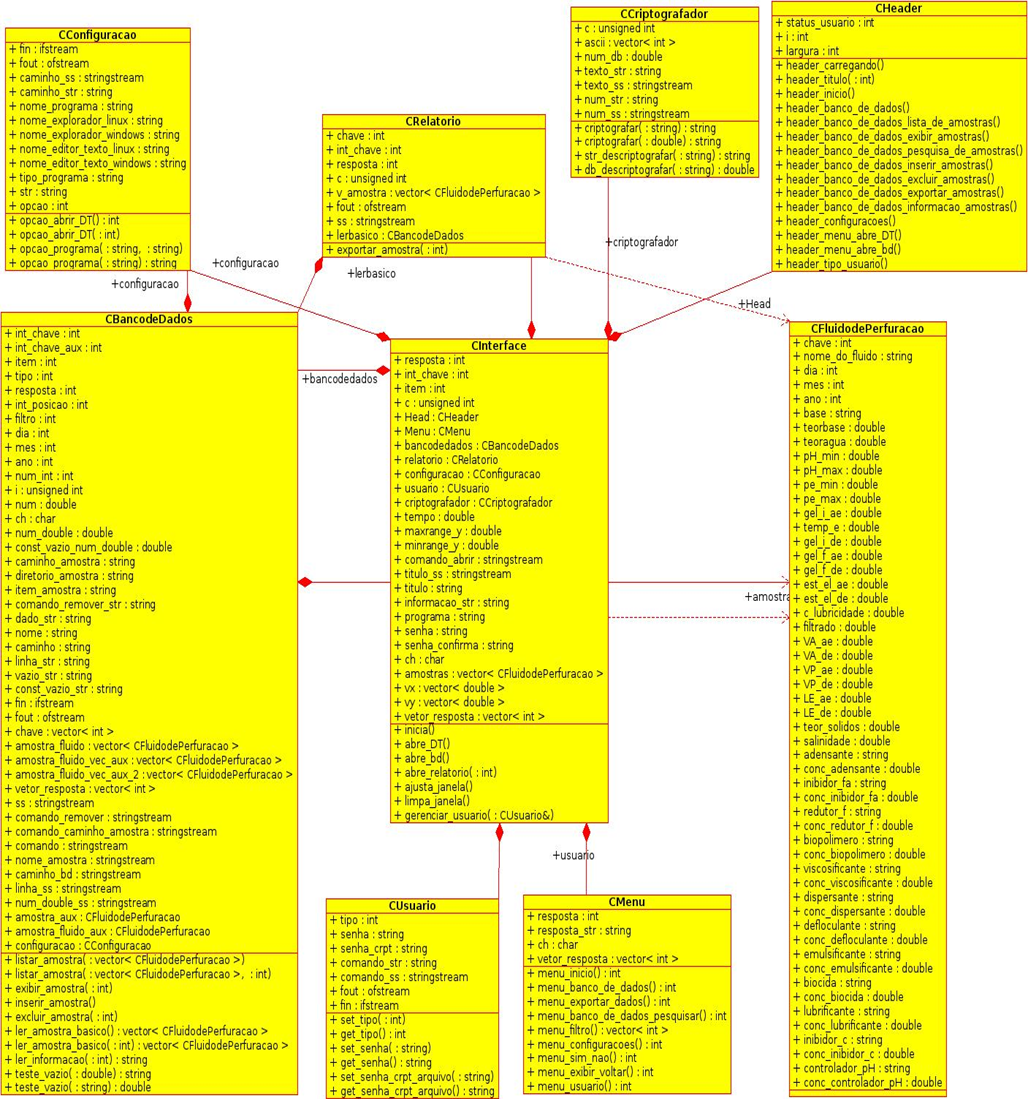 CConfiguracao
+ fin : ifstream
+ fout : ofstream
+ caminho_ss : stringstream
+ caminho_str : string
+ nome_programa : string
+ nome_explorador_linux : string
+ nome_explorador_windows : string
+ nome_editor_texto_linux : string
+ nome_editor_texto_windows : string
+ tipo_programa : string
+ str : string
+ opcao : int
+ opcao_abrir_DT() : int
+ opcao_abrir_DT( : int)
+ opcao_programa( : string, : string)
+ opcao_programa( : string) : string
CRelatorio
+ chave : int
+ int_chave : int
+ resposta : int
+ c : unsigned int
+ v_amostra : vector< CFluidodePerfuracao >
+ fout : ofstream
+ ss : stringstream
+ lerbasico : CBancodeDados
+ exportar_amostra( : int)
CCriptografador
+ c : unsigned int
+ ascii : vector< int >
+ num_db : double
+ texto_str : string
+ texto_ss : stringstream
+ num_str : string
+ num_ss : stringstream
+ criptografar( : string) : string
+ criptografar( : double) : string
+ str_descriptografar( : string) : string
+ db_descriptografar( : string) : double
CHeader
+ status_usuario : int
+ i : int
+ largura : int
+ header_carregando()
+ header_titulo( : int)
+ header_inicio()
+ header_banco_de_dados()
+ header_banco_de_dados_lista_de_amostras()
+ header_banco_de_dados_exibir_amostras()
+ header_banco_de_dados_pesquisa_de_amostras()
+ header_banco_de_dados_inserir_amostras()
+ header_banco_de_dados_excluir_amostras()
+ header_banco_de_dados_exportar_amostras()
+ header_banco_de_dados_informacao_amostras()
+ header_configuracoes()
+ header_menu_abre_DT()
+ header_menu_abre_bd()
+ header_tipo_usuario()
+configuracao
+configuracao
+lerbasico
+criptografador
+Head
+bancodedados
+amostra
+usuario
CBancodeDados
+ int_chave : int
+ int_chave_aux : int
+ item : int
+ tipo : int
+ resposta : int
+ int_posicao : int
+ filtro : int
+ dia : int
+ mes : int
+ ano : int
+ num_int : int
+ i : unsigned int
+ num : double
+ ch : char
+ num_double : double
+ const_vazio_num_double : double
+ caminho_amostra : string
+ diretorio_amostra : string
+ item_amostra : string
+ comando_remover_str : string
+ dado_str : string
+ nome : string
+ caminho : string
+ linha_str : string
+ vazio_str : string
+ const_vazio_str : string
+ fin : ifstream
+ fout : ofstream
+ chave : vector< int >
+ amostra_fluido : vector< CFluidodePerfuracao >
+ amostra_fluido_vec_aux : vector< CFluidodePerfuracao >
+ amostra_fluido_vec_aux_2 : vector< CFluidodePerfuracao >
+ vetor_resposta : vector< int >
+ ss : stringstream
+ comando_remover : stringstream
+ comando_caminho_amostra : stringstream
+ comando : stringstream
+ nome_amostra : stringstream
+ caminho_bd : stringstream
+ linha_ss : stringstream
+ num_double_ss : stringstream
+ amostra_aux : CFluidodePerfuracao
+ amostra_fluido_aux : CFluidodePerfuracao
+ configuracao : CConfiguracao
+ listar_amostra( : vector< CFluidodePerfuracao >)
+ listar_amostra( : vector< CFluidodePerfuracao >, : int)
+ exibir_amostra( : int)
+ inserir_amostra()
+ excluir_amostra( : int)
+ ler_amostra_basico() : vector< CFluidodePerfuracao >
+ ler_amostra_basico( : int) : vector< CFluidodePerfuracao >
+ ler_informacao( : int) : string
+ teste_vazio( : double) : string
+ teste_vazio( : string) : double
CInterface
+ resposta : int
+ int_chave : int
+ item : int
+ c : unsigned int
+ Head : CHeader
+ Menu : CMenu
+ bancodedados : CBancodeDados
+ relatorio : CRelatorio
+ configuracao : CConfiguracao
+ usuario : CUsuario
+ criptografador : CCriptografador
+ tempo : double
+ maxrange_y : double
+ minrange_y : double
+ comando_abrir : stringstream
+ titulo_ss : stringstream
+ titulo : string
+ informacao_str : string
+ programa : string
+ senha : string
+ senha_confirma : string
+ ch : char
+ amostras : vector< CFluidodePerfuracao >
+ vx : vector< double >
+ vy : vector< double >
+ vetor_resposta : vector< int >
+ inicia()
+ abre_DT()
+ abre_bd()
+ abre_relatorio( : int)
+ ajusta_janela()
+ limpa_janela()
+ gerenciar_usuario( : CUsuario&)
CFluidodePerfuracao
+ chave : int
+ nome_do_fluido : string
+ dia : int
+ mes : int
+ ano : int
+ base : string
+ teorbase : double
+ teoragua : double
+ pH_min : double
+ pH_max : double
+ pe_min : double
+ pe_max : double
+ gel_i_ae : double
+ temp_e : double
+ gel_i_de : double
+ gel_f_ae : double
+ gel_f_de : double
+ est_el_ae : double
+ est_el_de : double
+ c_lubricidade : double
+ filtrado : double
+ VA_ae : double
+ VA_de : double
+ VP_ae : double
+ VP_de : double
+ LE_ae : double
+ LE_de : double
+ teor_solidos : double
+ salinidade : double
+ adensante : string
+ conc_adensante : double
+ inibidor_fa : string
+ conc_inibidor_fa : double
+ redutor_f : string
+ conc_redutor_f : double
+ biopolimero : string
+ conc_biopolimero : double
+ viscosificante : string
+ conc_viscosificante : double
+ dispersante : string
+ conc_dispersante : double
+ defloculante : string
+ conc_defloculante : double
+ emulsificante : string
+ conc_emulsificante : double
+ biocida : string
+ conc_biocida : double
+ lubrificante : string
+ conc_lubrificante : double
+ inibidor_c : string
+ conc_inibidor_c : double
+ controlador_pH : string
+ conc_controlador_pH : double
CUsuario
+ tipo : int
+ senha : string
+ senha_crpt : string
+ comando_str : string
+ comando_ss : stringstream
+ fout : ofstream
+ fin : ifstream
+ set_tipo( : int)
+ get_tipo() : int
+ set_senha( : string)
+ get_senha() : string
+ set_senha_crpt_arquivo( : string)
+ get_senha_crpt_arquivo() : string
CMenu
+ resposta : int
+ resposta_str : string
+ ch : char
+ vetor_resposta : vector< int >
+ menu_inicio() : int
+ menu_banco_de_dados() : int
+ menu_exportar_dados() : int
+ menu_banco_de_dados_pesquisar() : int
+ menu_filtro() : vector< int >
+ menu_configuracoes() : int
+ menu_sim_nao() : int
+ menu_exibir_voltar() : int
+ menu_usuario() : int